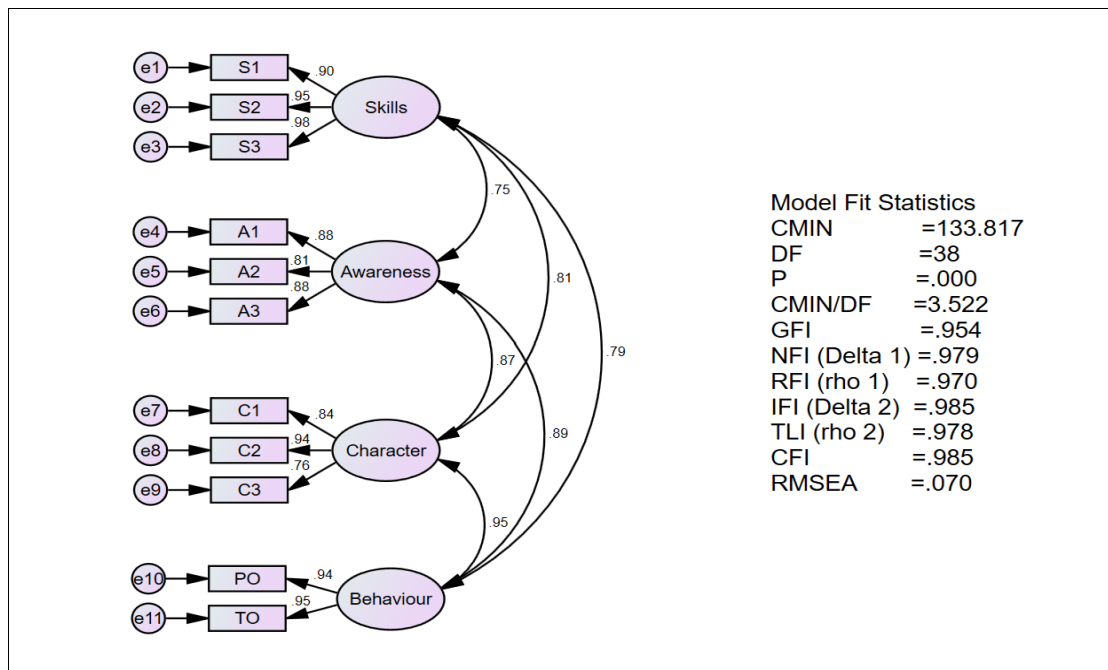 e1 S1 .90
e2 S2 .95 Skills
e3 S3 .98
.75
e4 A1 .88
e5 A2 .81 Awareness
e6 A3 .88
.81
.87
.79
e7 C1 .84
e8 C2 .94 Character
e9 C3 .76
.89
.95
e10 PO .94
Behaviour
e11 TO .95
Model Fit Statistics
CMIN =133.817
DF =38
P =.000
CMIN/DF =3.522
GFI =.954
NFI (Delta 1) =.979
RFI (rho 1) =.970
IFI (Delta 2) =.985
TLI (rho 2) =.978
CFI =.985
RMSEA =.070